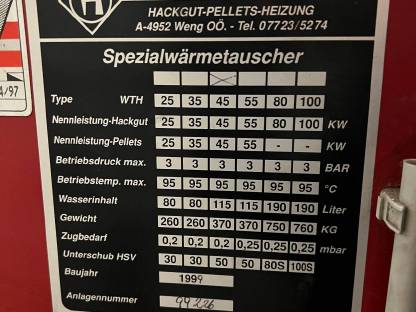 H
HACKGUT-PELLETS-HEIZUNG
A-4952 Weng OÖ. - Tel. 07723/5274
4/97
Spezialwärmetauscher
Type WTH 25 35 45 55 80 100
Nennleistung-Hackgut 25 35 45 55 80 100 KW
Nennleistung-Pellets 25 35 45 55 - - KW
Betriebsdruck max. 3 3 3 3 3 3 BAR
Betriebstemp. max. 95 95 95 95 95 95 °C
Wasserinhalt 80 80 115 115 190 190 Liter
Gewicht 260 260 370 370 750 760 KG
Zugbedarf 0,2 0,2 0,2 0,25 0,25 0,25 mbar
Unterschub HSV 30 30 50 50 80S 100S
Baujahr 1999
Anlagennummer 99226